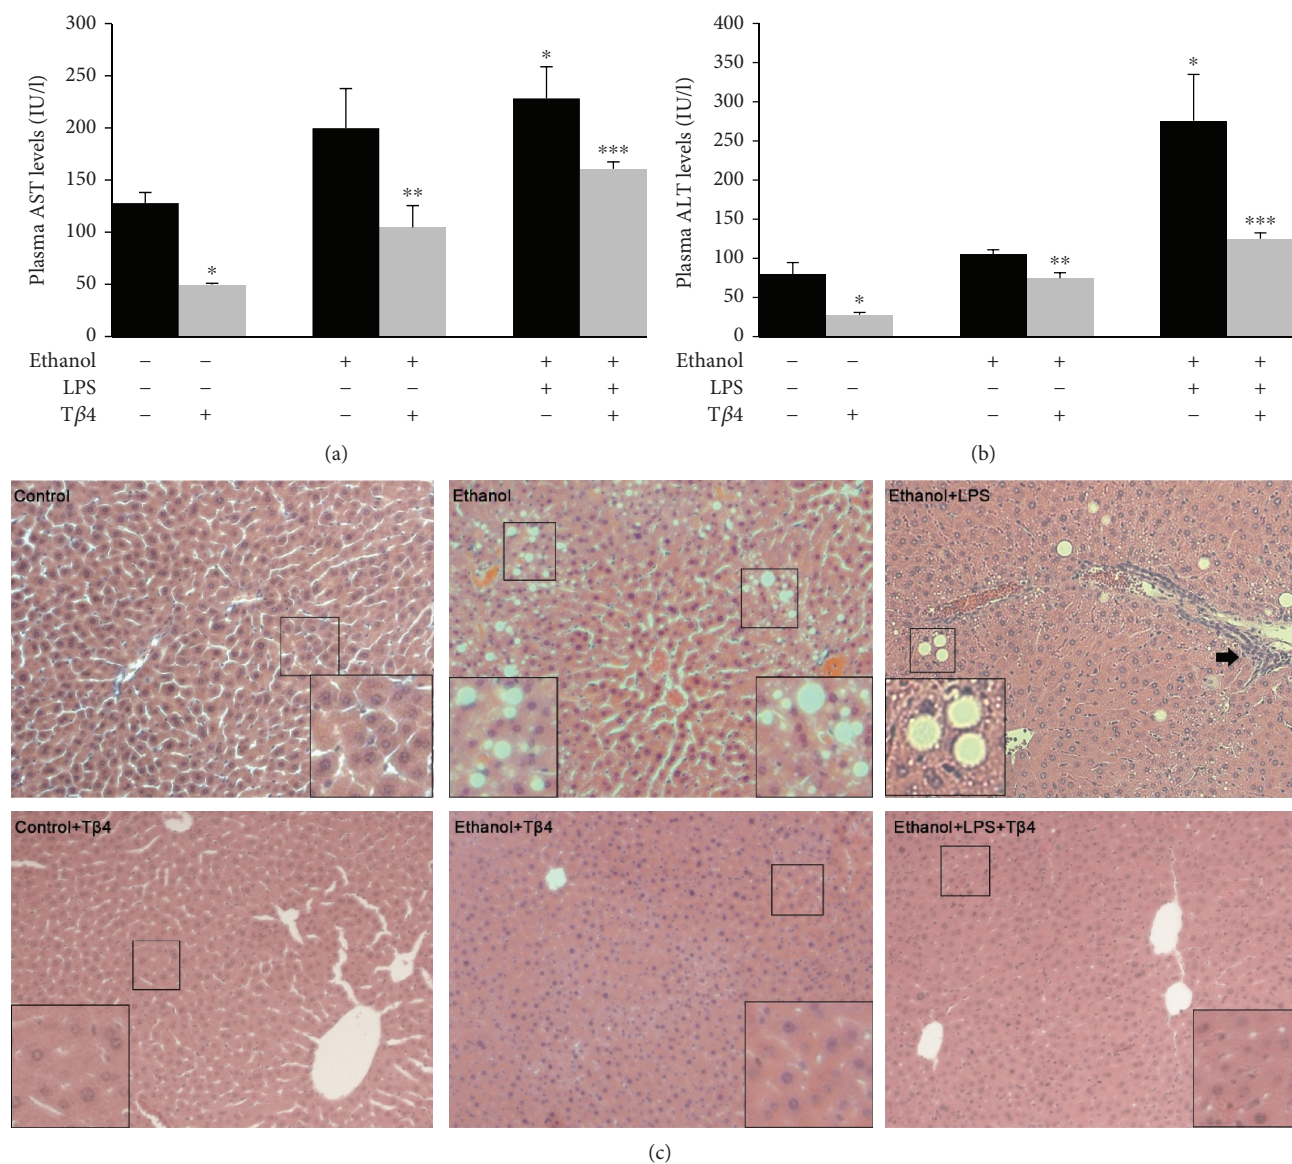 300
250
200
150
100
50
0
Plasma AST levels (IU/l)
*
**
*
***
Ethanol − − + + + +
LPS − − − − + +
Tβ4 − + − + − +
(a)
400
350
300
250
200
150
100
50
0
Plasma ALT levels (IU/l)
*
**
*
***
Ethanol − − + + + +
LPS − − − − + +
Tβ4 − + − + − +
(b)
Control
Ethanol
Ethanol+LPS
Control+Tβ4
Ethanol+Tβ4
Ethanol+LPS+Tβ4
(c)